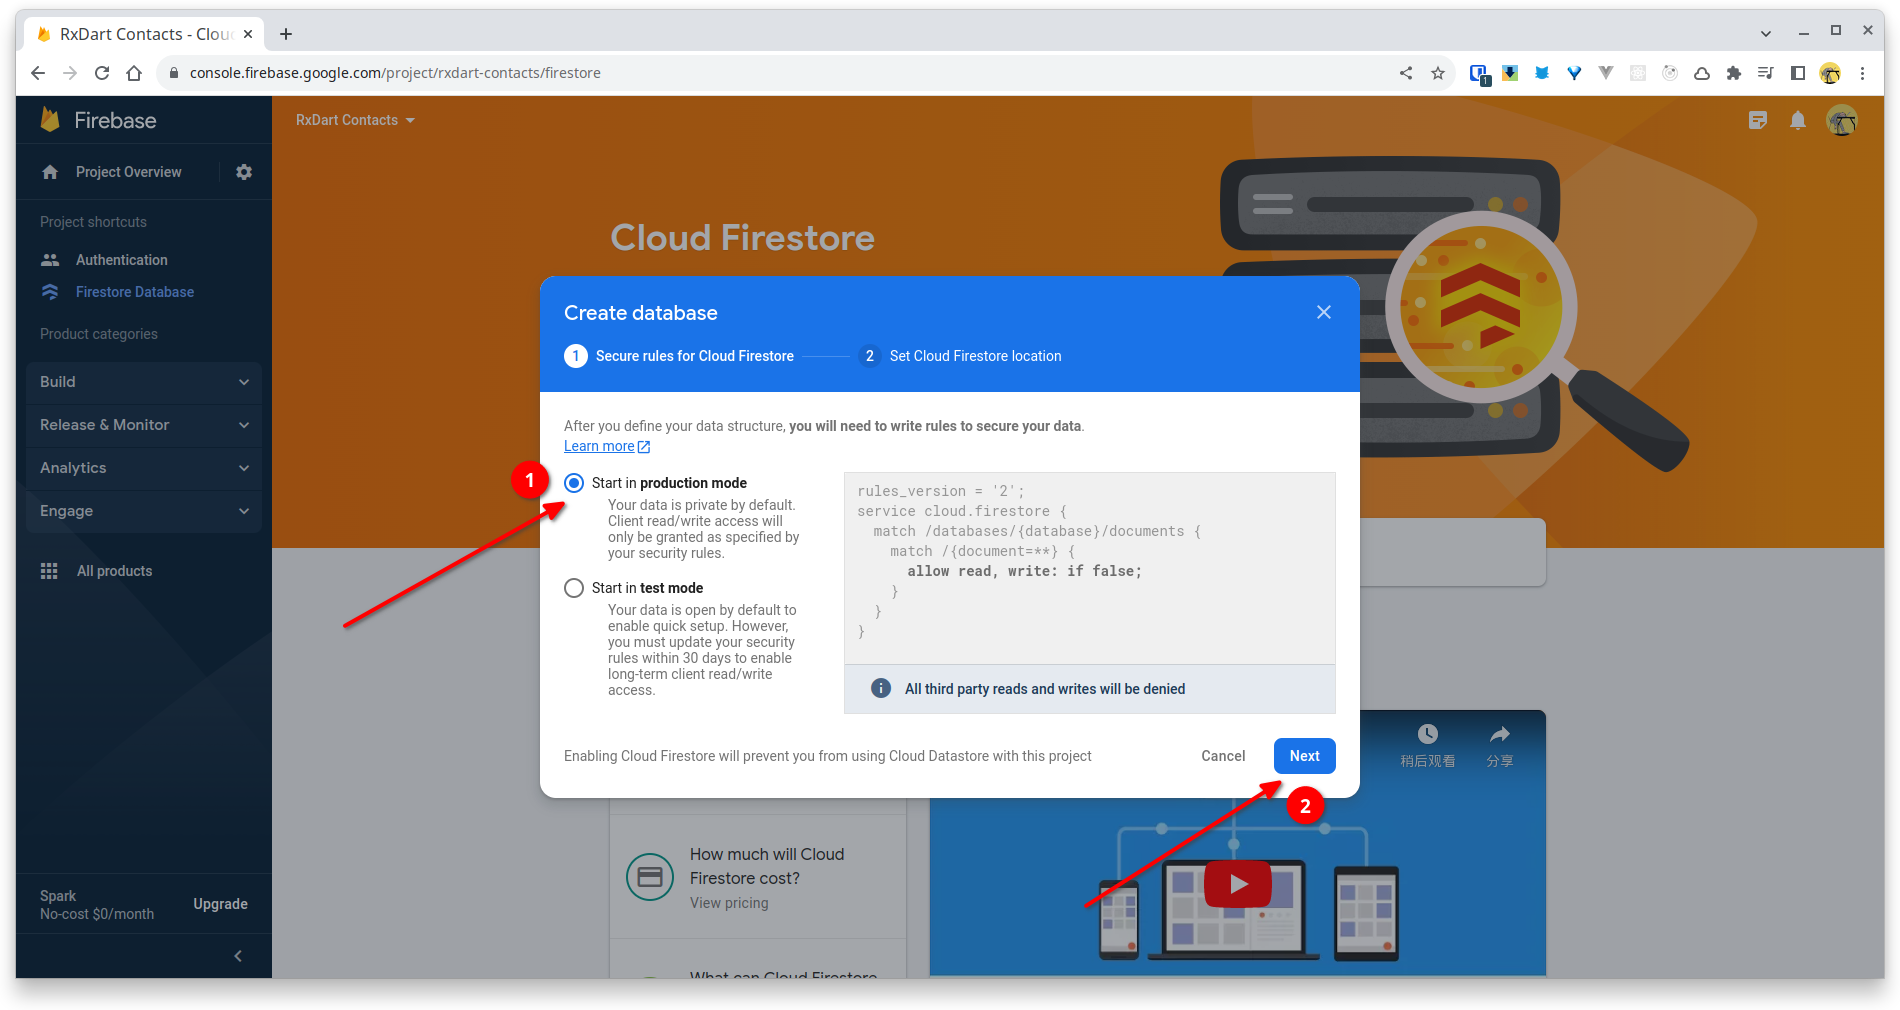 RxDart Contacts - Clou
console.firebase.google.com/project/rxdart-contacts/firestore
1
Firebase
RxDart Contacts
Project Overview
Project shortcuts
Authentication
Firestore Database
Product categories
Build
Release & Monitor
Analytics
Engage
All products
Spark
No-cost $0/month
Upgrade
Cloud Firestore
Create database
1 Secure rules for Cloud Firestore
2 Set Cloud Firestore location
After you define your data structure, you will need to write rules to secure your data.
Learn more
1
Start in production mode
Your data is private by default.
Client read/write access will
only be granted as specified by
your security rules.
Start in test mode
Your data is open by default to
enable quick setup. However,
you must update your security
rules within 30 days to enable
long-term client read/write
access.
rules_version = '2';
service cloud.firestore {
match /databases/{database}/documents {
match /{document=**} {
allow read, write: if false;
}
}
}
i All third party reads and writes will be denied
Enabling Cloud Firestore will prevent you from using Cloud Datastore with this project
Cancel
Next
2
稍后观看
分享
How much will Cloud
Firestore cost?
View pricing
What can Cloud Firestore